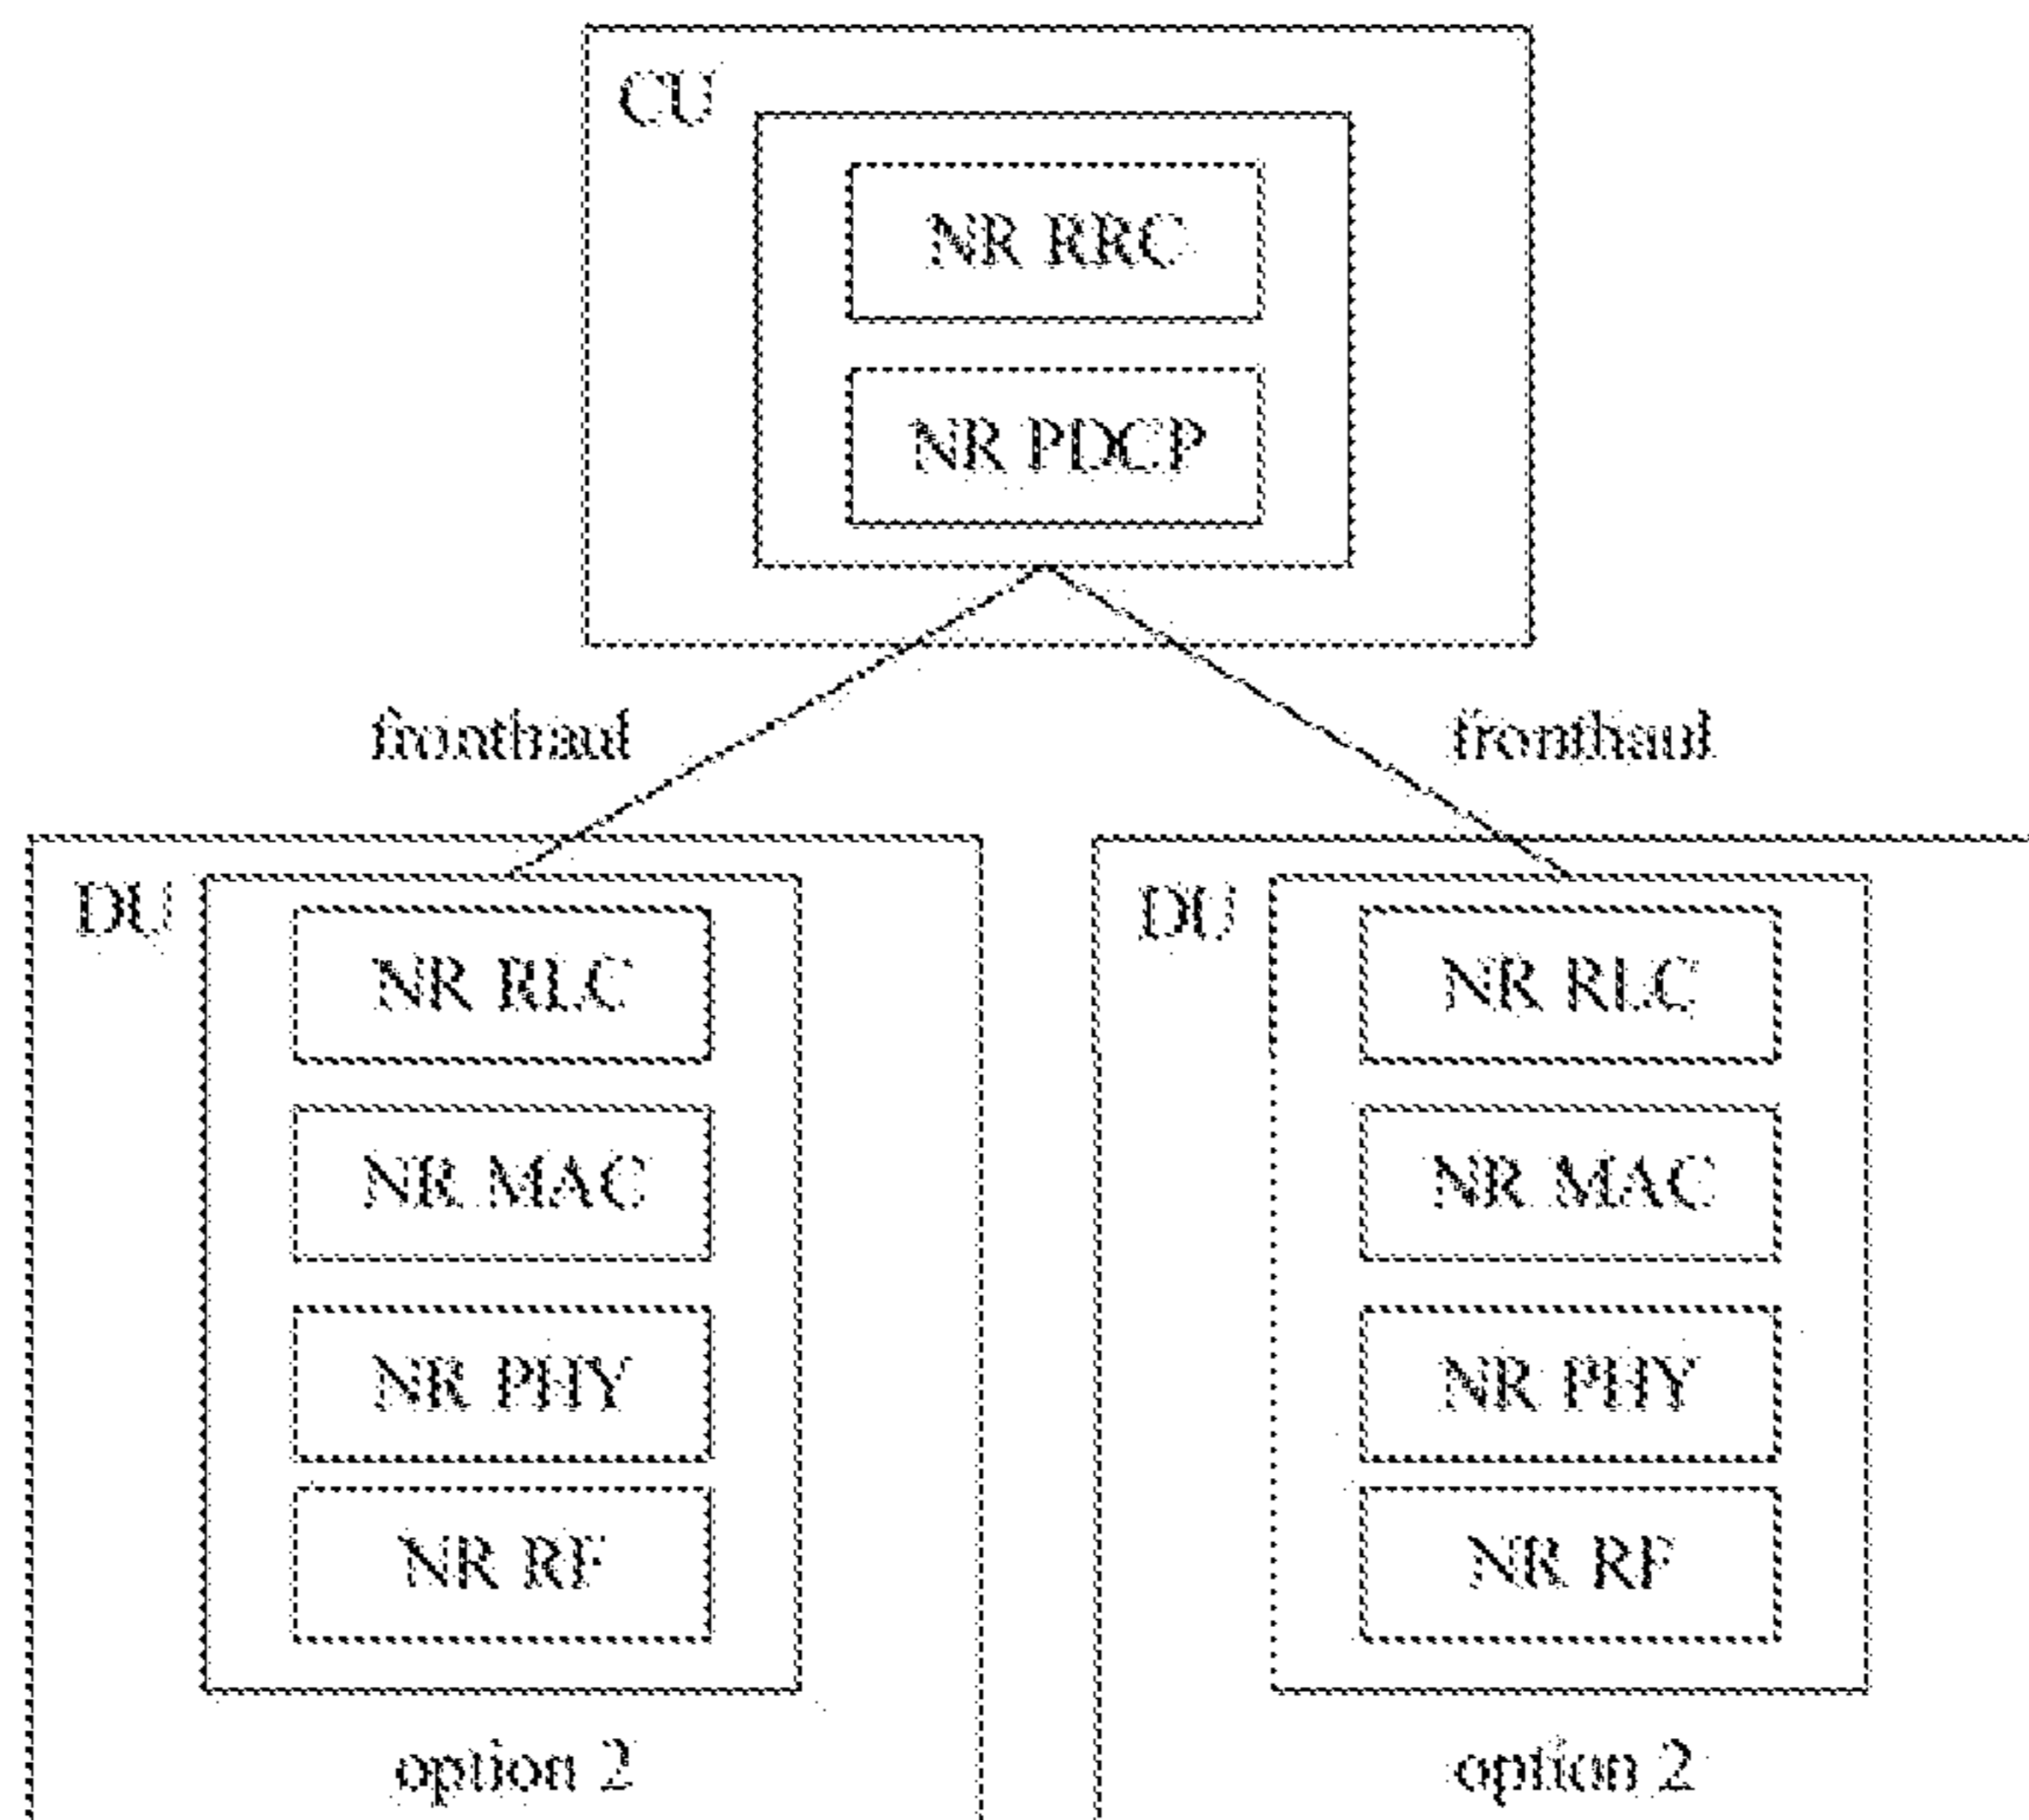 CU
NR RRC
NR PDCP
fronthaul
fronthaul
DU
NR RLC
NR MAC
NR PHY
NR RF
option 2
DU
NR RLC
NR MAC
NR PHY
NR RF
option 2